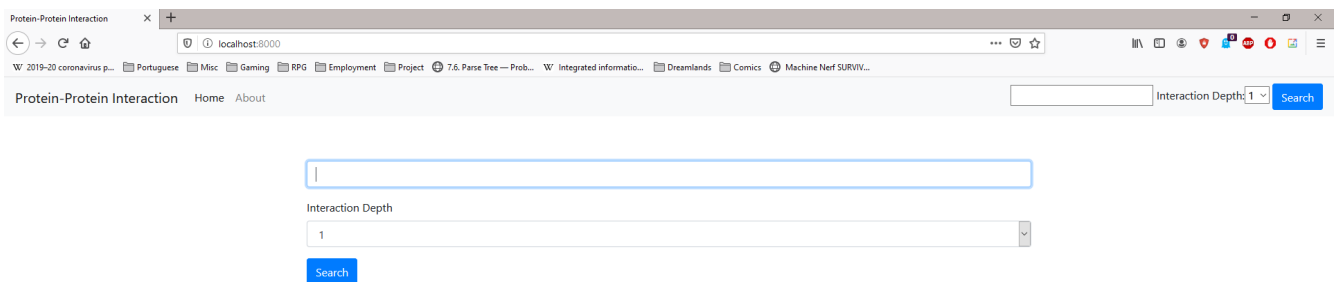 Protein-Protein Interaction
localhost:8000
W 2019–20 coronavirus p... Portuguese Misc Gaming RPG Employment Project 7.6. Parse Tree — Prob... W Integrated informatio... Dreamlands Comics Machine Nerf SURVIV...
Protein-Protein Interaction Home About Interaction Depth: 1 Search
Interaction Depth
1
Search